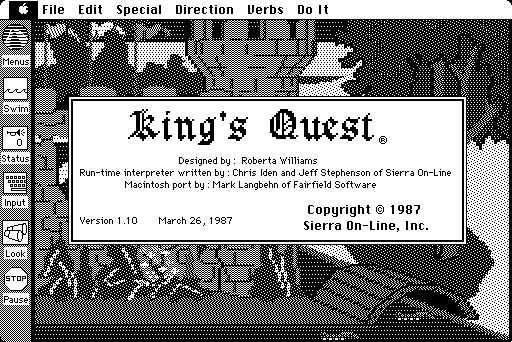 File Edit Special Direction Verbs Do It
Menus
Swim
0
Status
Input
Look
STOP
Pause
King's Quest®
Designed by: Roberta Williams
Run-time interpreter written by: Chris Iden and Jeff Stephenson of Sierra On-Line
Macintosh port by: Mark Langbehn of Fairfield Software
Version 1.10 March 26, 1987
Copyright © 1987
Sierra On-Line, Inc.